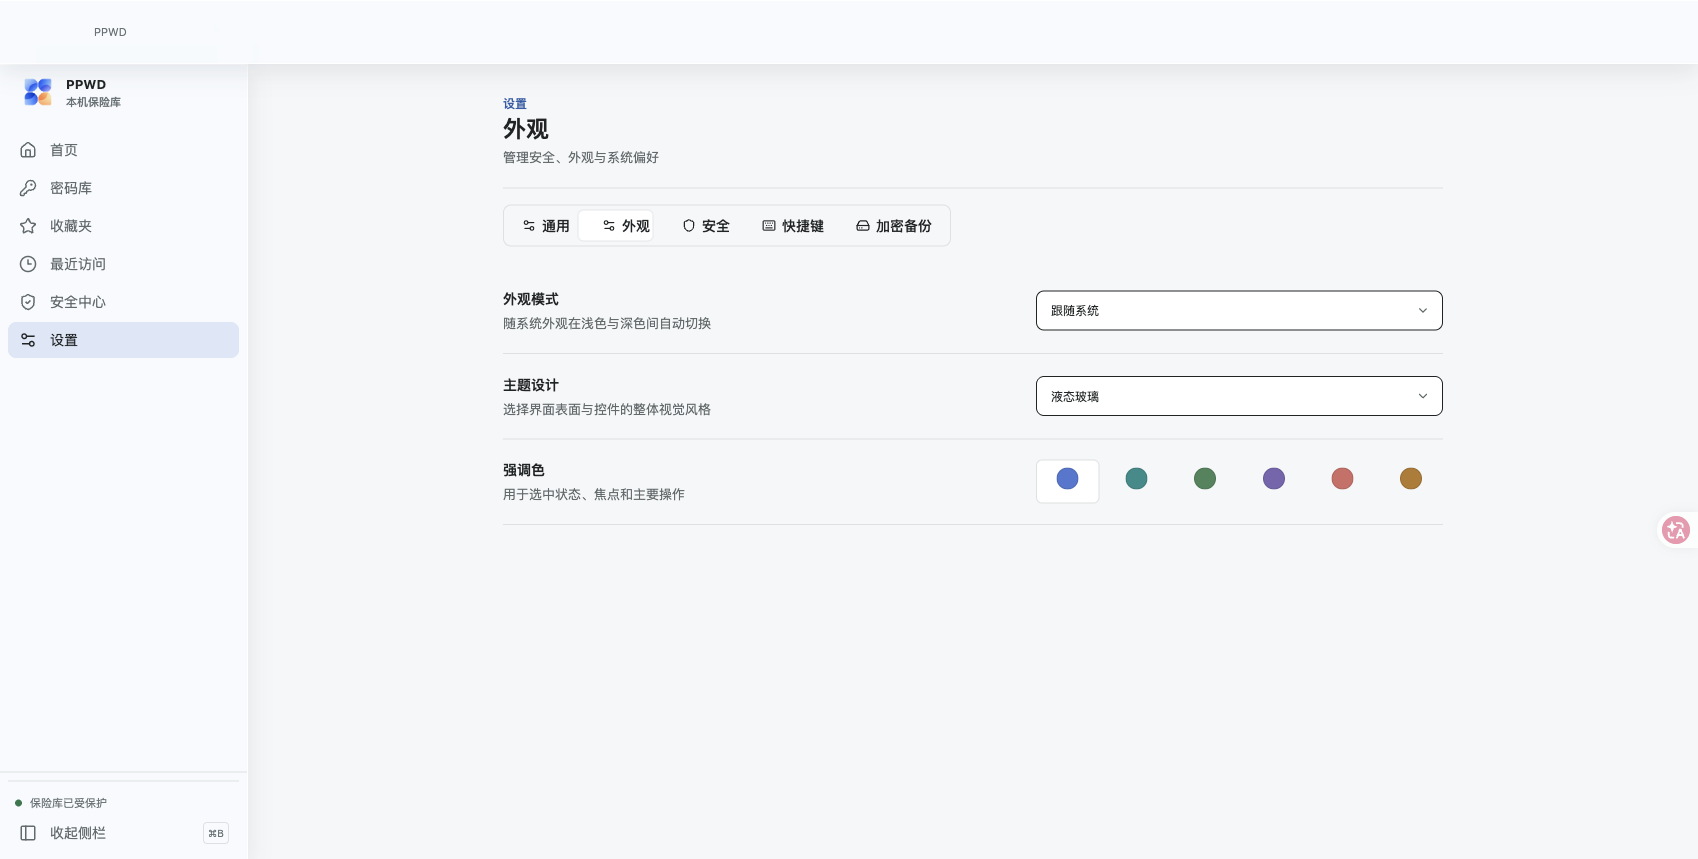 PPWD
PPWD
本机保险库
首页
密码库
收藏夹
最近访问
安全中心
设置
设置
外观
管理安全、外观与系统偏好
通用 外观 安全 快捷键 加密备份
外观模式
随系统外观在浅色与深色间自动切换
跟随系统
主题设计
选择界面表面与控件的整体视觉风格
液态玻璃
强调色
用于选中状态、焦点和主要操作
保险库已受保护
收起侧栏 ⌘B
A